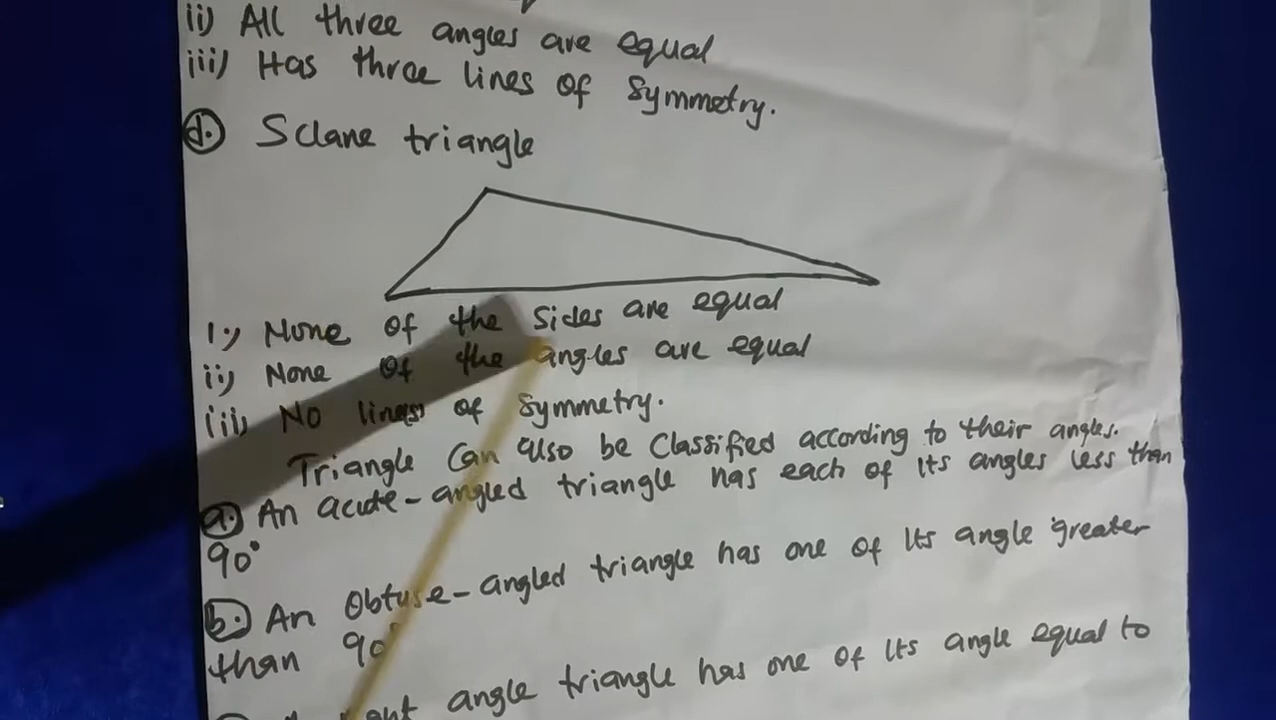 ii) All three angles are equal
iii) Has three lines of symmetry.
d. Sclane triangle
i.) None of the sides are equal
ii) None of the angles are equal
iii) No lines of symmetry.
Triangle can also be classified according to their angles.
a. An acute-angled triangle has each of its angles less than
90°
b. An Obtuse-angled triangle has one of its angle greater
than 90°
angle triangle has one of its angle equal to